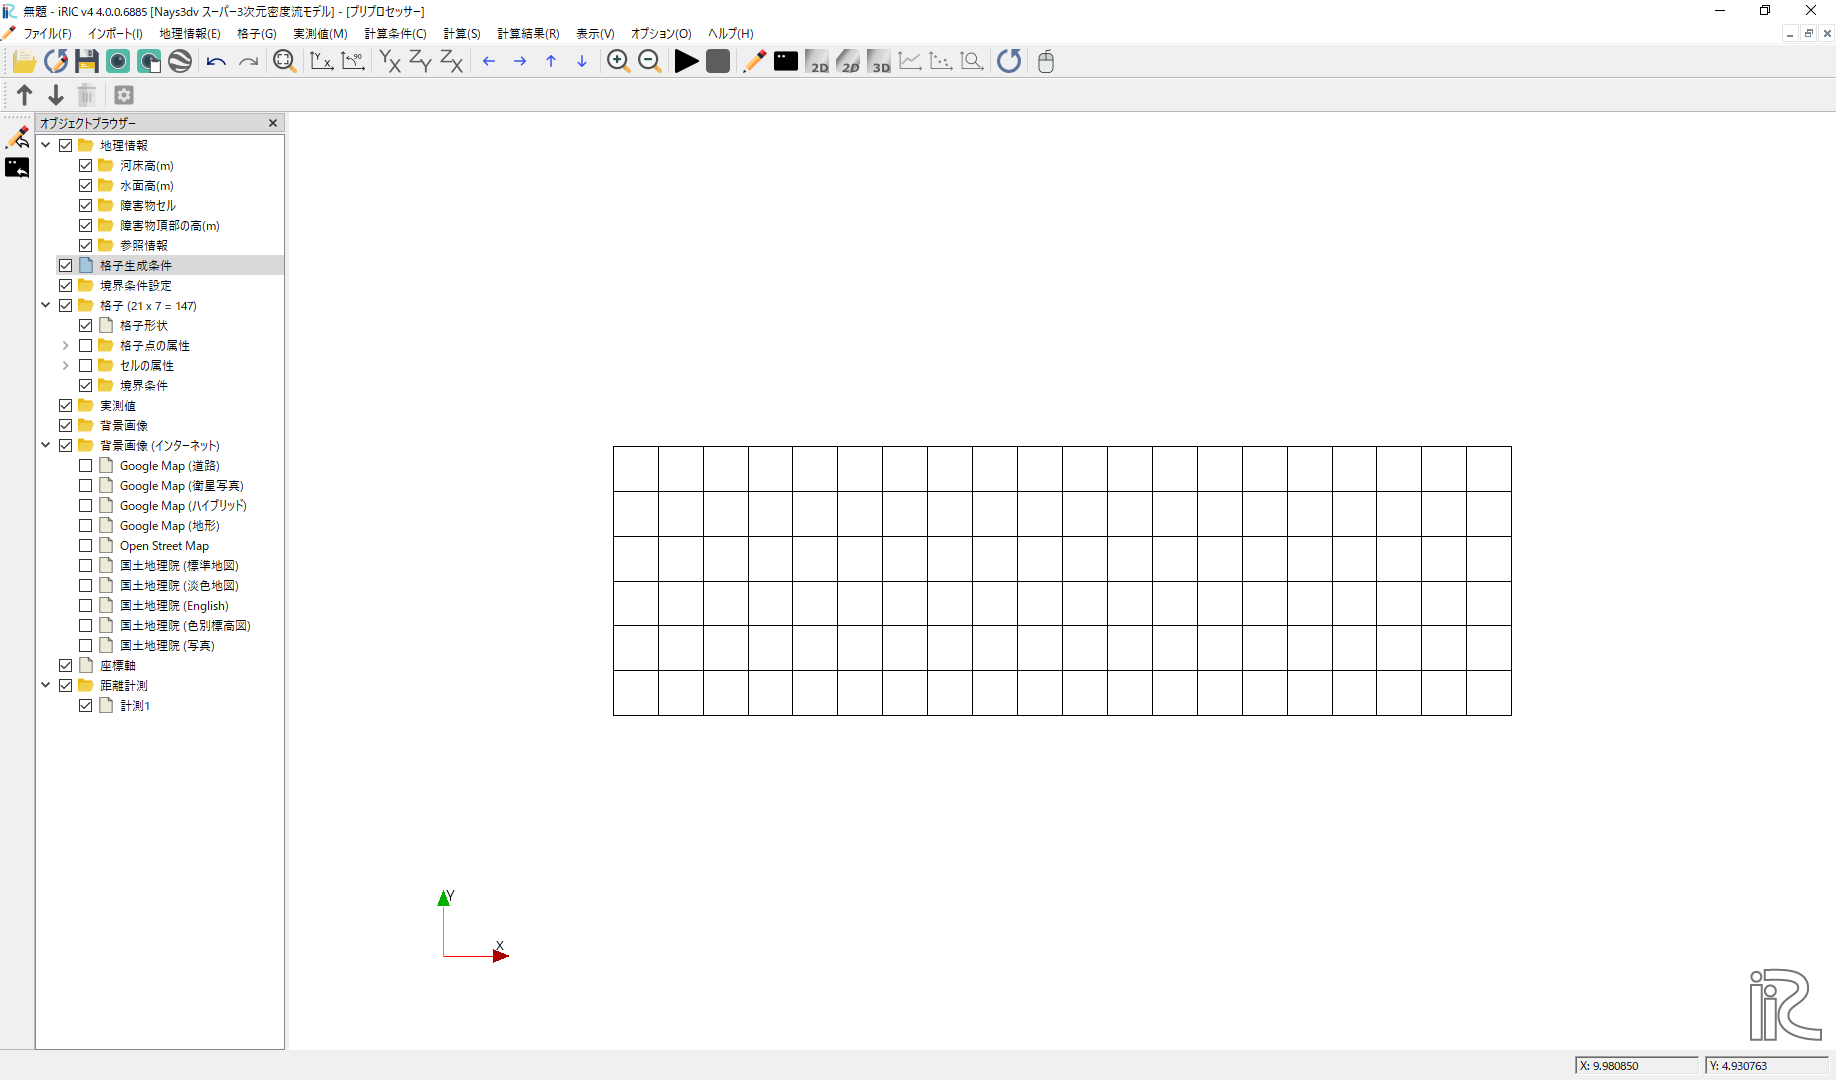 無題 - iRIC v4 4.0.0.6885 [Nays3dv スーパー3次元密度流モデル] - [プリプロセッサー]
ファイル(F) インポート(I) 地理情報(E) 格子(G) 実測値(M) 計算条件(C) 計算(S) 計算結果(R) 表示(V) オプション(O) ヘルプ(H)
Y X 90 YX ZY ZX 2D 2D 3D
オブジェクトブラウザー
地理情報
河床高(m)
水面高(m)
障害物セル
障害物頂部の高(m)
参照情報
格子生成条件
境界条件設定
格子 (21 x 7 = 147)
格子形状
格子点の属性
セルの属性
境界条件
実測値
背景画像
背景画像 (インターネット)
Google Map (道路)
Google Map (衛星写真)
Google Map (ハイブリッド)
Google Map (地形)
Open Street Map
国土地理院 (標準地図)
国土地理院 (淡色地図)
国土地理院 (English)
国土地理院 (色別標高図)
国土地理院 (写真)
座標軸
距離計測
計測1
Y
X
iRIC
X: 9.980850 Y: 4.930763